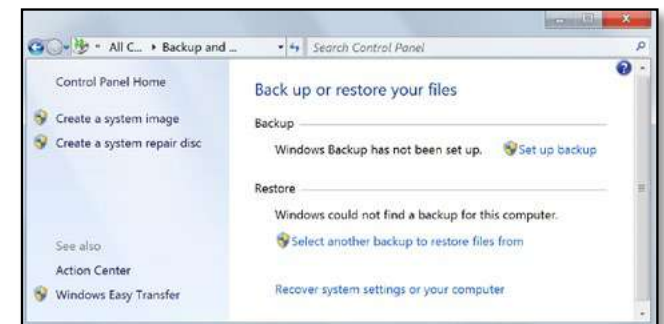 All C... Backup and ... Search Control Panel
Control Panel Home
Create a system image
Create a system repair disc
See also
Action Center
Windows Easy Transfer
Back up or restore your files
Backup
Windows Backup has not been set up. Set up backup
Restore
Windows could not find a backup for this computer.
Select another backup to restore files from
Recover system settings or your computer